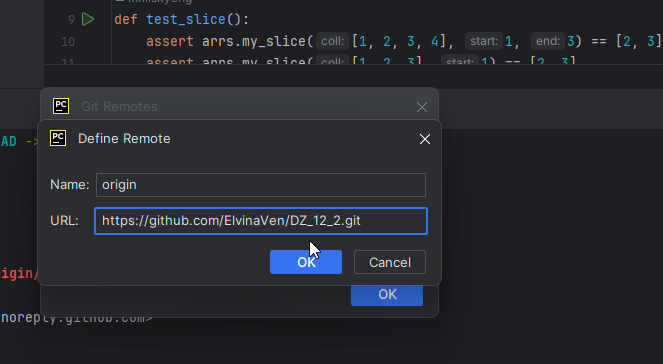 9 def test_slice():
10 assert arrs.my_slice( coll: [1, 2, 3, 4], start: 1, end: 3) == [2, 3]
11 assert arrs.my_slice( coll: [1, 2, 3], start: 1) == [2, 3]
PC Git Remotes
AD ->
PC Define Remote
Name: origin
URL: https://github.com/ElvinaVen/DZ_12_2.git
OK Cancel
rigin/
OK
noreply.github.com>